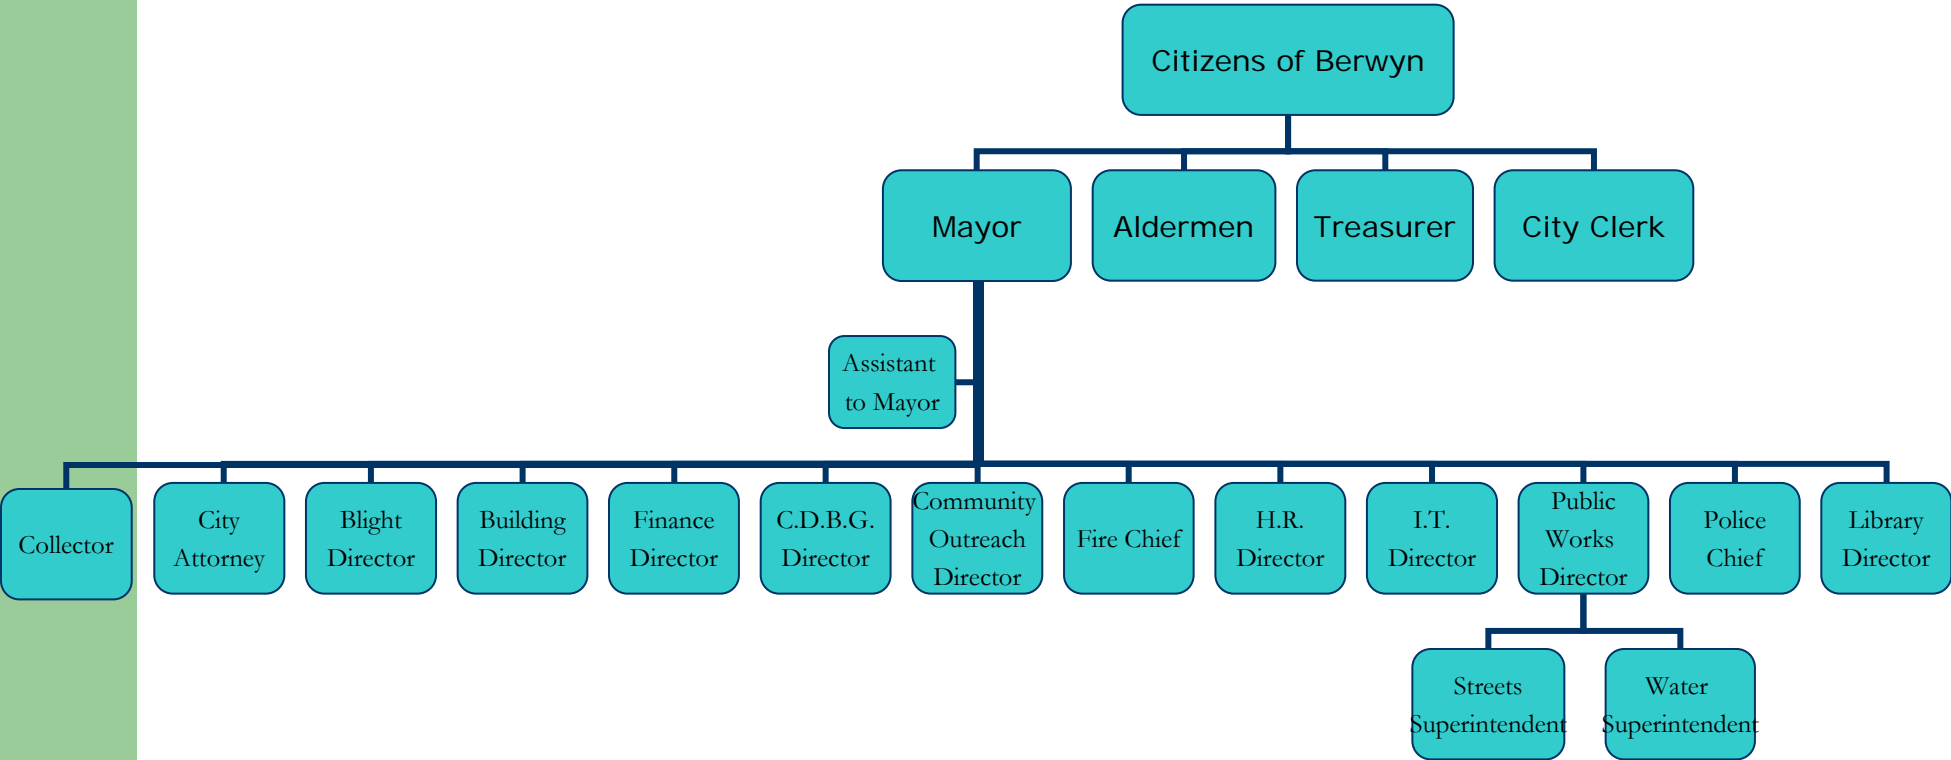 Citizens of Berwyn
Mayor
Aldermen
Treasurer
City Clerk
Assistant
to Mayor
Collector
City
Attorney
Blight
Director
Building
Director
Finance
Director
C.D.B.G.
Director
Community
Outreach
Director
Fire Chief
H.R.
Director
I.T.
Director
Public
Works
Director
Police
Chief
Library
Director
Streets
Superintendent
Water
Superintendent